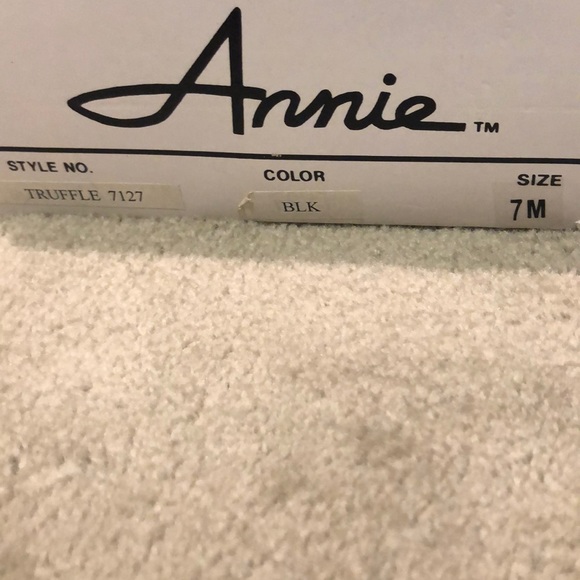 Annie™
STYLE NO. COLOR SIZE
TRUFFLE 7127 BLK 7M